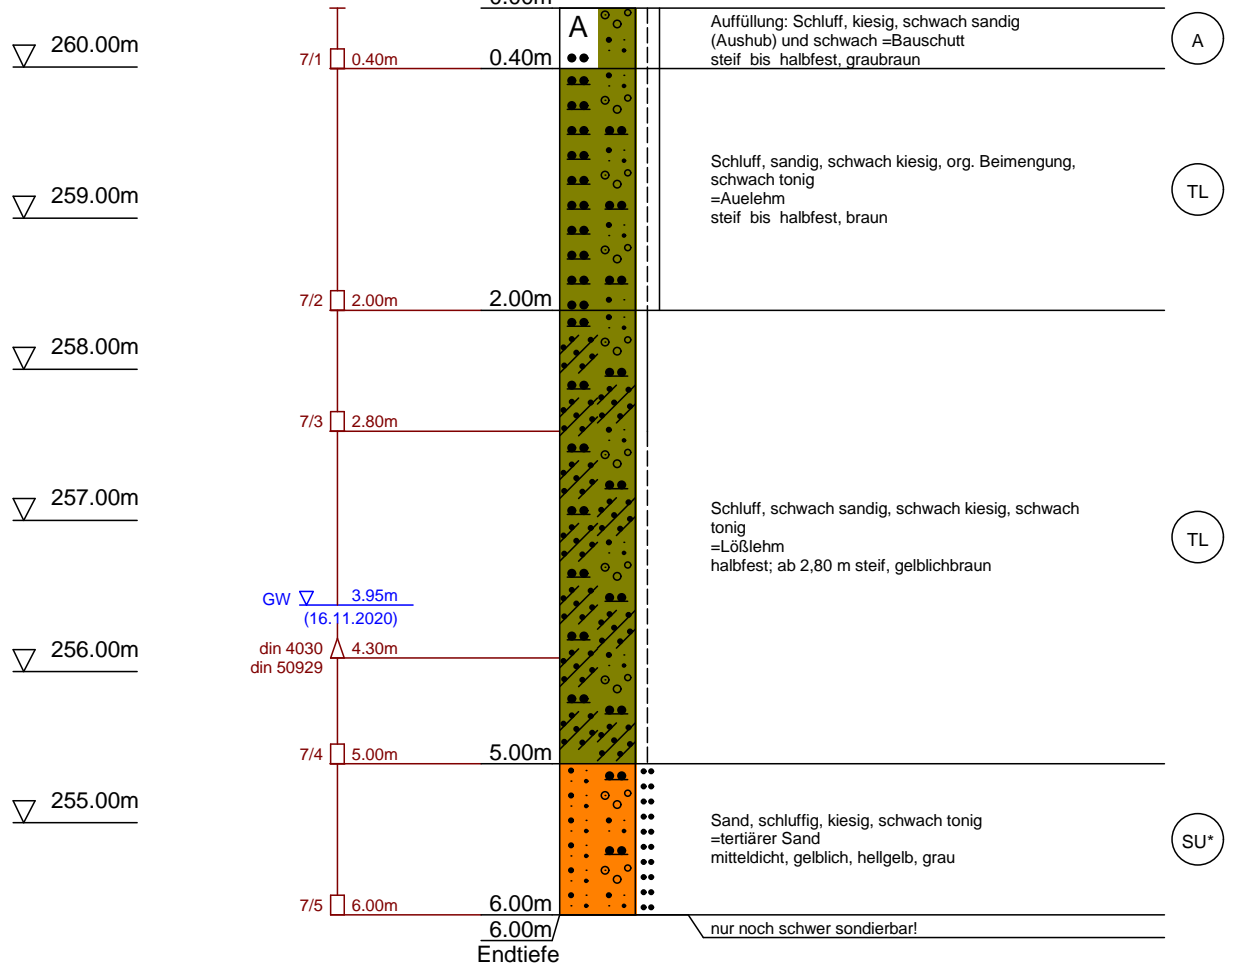 A
Auffüllung: Schluff, kiesig, schwach sandig
(Aushub) und schwach =Bauschutt
steif bis halbfest, graubraun
A
260.00m
7/1 0.40m
0.40m
Schluff, sandig, schwach kiesig, org. Beimengung,
schwach tonig
=Auelehm
steif bis halbfest, braun
TL
259.00m
7/2 2.00m
2.00m
258.00m
7/3 2.80m
257.00m
Schluff, schwach sandig, schwach kiesig, schwach
tonig
=Lößlehm
halbfest; ab 2,80 m steif, gelblichbraun
TL
GW 3.95m
(16.11.2020)
256.00m
din 4030 4.30m
din 50929
7/4 5.00m
5.00m
255.00m
Sand, schluffig, kiesig, schwach tonig
=tertiärer Sand
mitteldicht, gelblich, hellgelb, grau
SU*
7/5 6.00m
6.00m
6.00m
Endtiefe
nur noch schwer sondierbar!